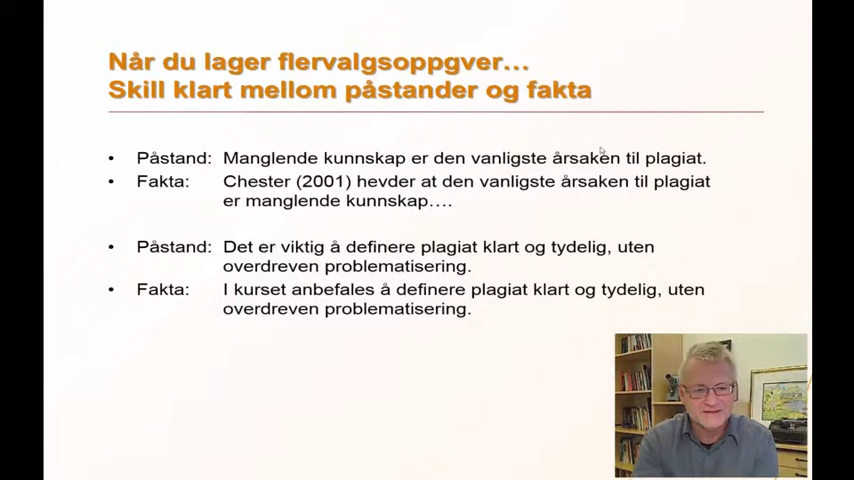 Når du lager flervalgsoppgver…
Skill klart mellom påstander og fakta
• Påstand: Manglende kunnskap er den vanligste årsaken til plagiat.
• Fakta: Chester (2001) hevder at den vanligste årsaken til plagiat
er manglende kunnskap….
• Påstand: Det er viktig å definere plagiat klart og tydelig, uten
overdreven problematisering.
• Fakta: I kurset anbefales å definere plagiat klart og tydelig, uten
overdreven problematisering.